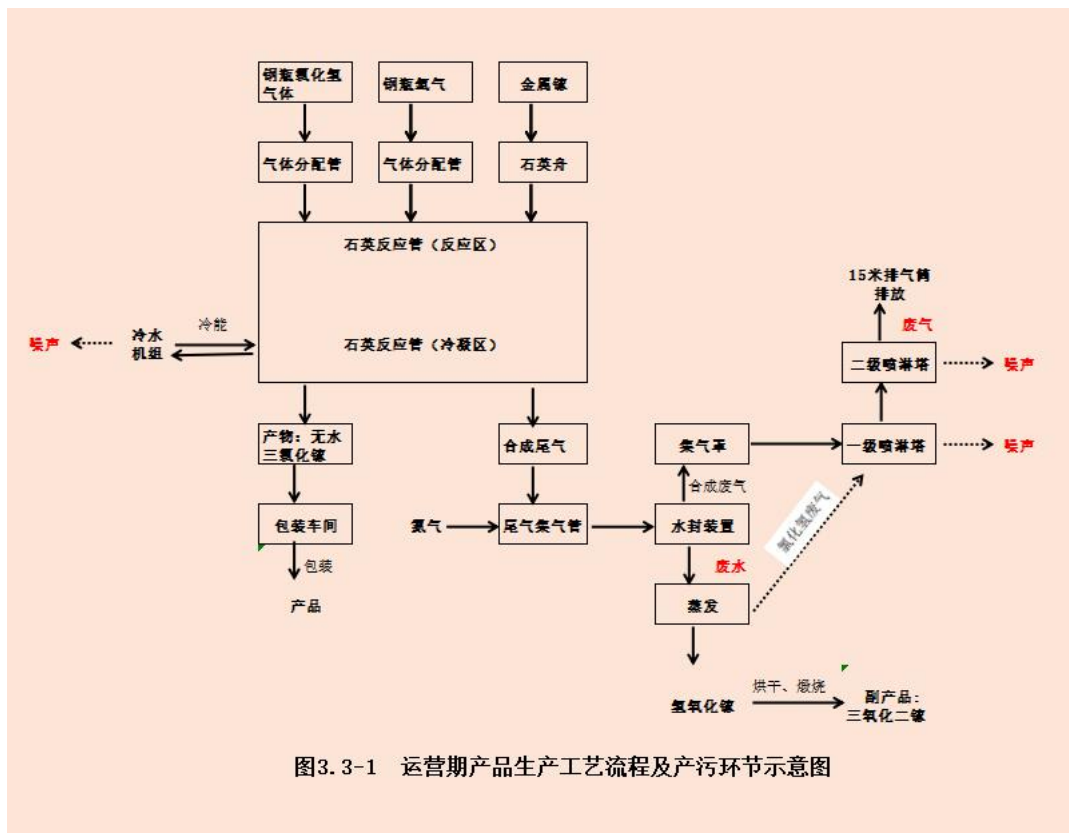 钢瓶氯化氢
气体
钢瓶氢气
金属镓
气体分配管
气体分配管
石英舟
石英反应管（反应区）
15米排气筒
排放
废气
噪声
冷水
机组
冷能
石英反应管（冷凝区）
二级喷淋塔
噪声
产物：无水
三氯化镓
合成尾气
集气罩
一级喷淋塔
噪声
合成废气
氯化氢废气
包装车间
氮气
尾气集气管
水封装置
包装
废水
产品
蒸发
氢氧化镓
烘干、煅烧
副产品：
三氧化二镓
图3.3-1 运营期产品生产工艺流程及产污环节示意图